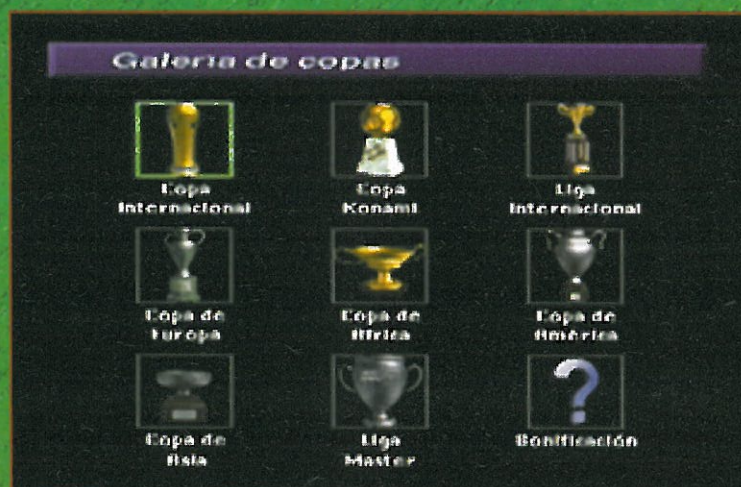 Galería de copas
Copa
Internacional
Copa
Konami
Liga
Internacional
Copa de
Europa
Copa de
Africa
Copa de
América
Copa de
Asia
Liga
Master
Bonificación